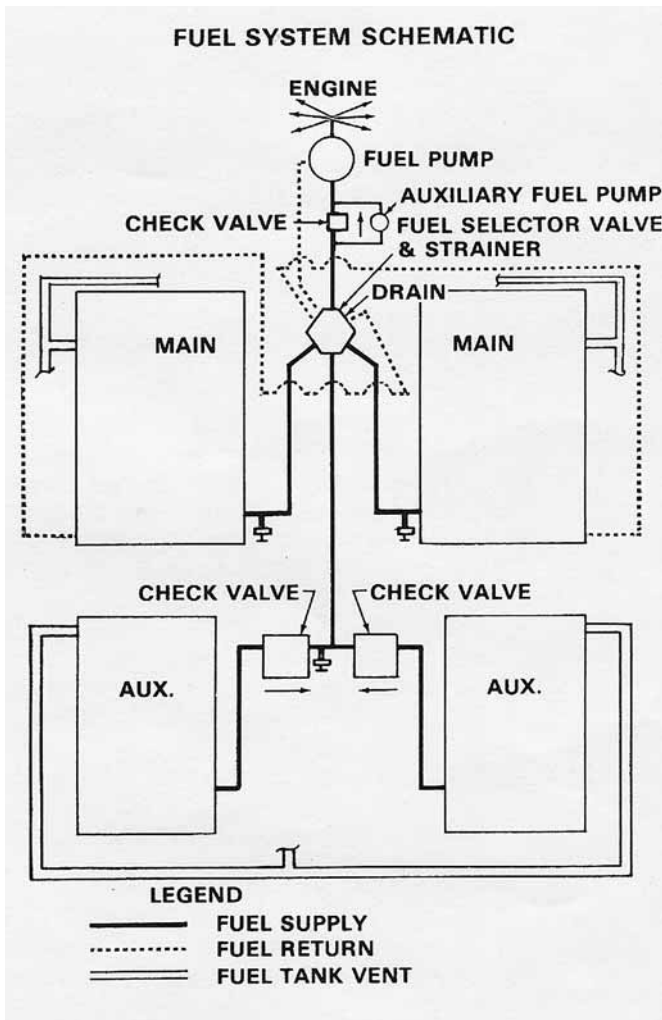 FUEL SYSTEM SCHEMATIC
ENGINE
FUEL PUMP
AUXILIARY FUEL PUMP
CHECK VALVE
FUEL SELECTOR VALVE
& STRAINER
DRAIN
MAIN
MAIN
CHECK VALVE
CHECK VALVE
AUX.
AUX.
LEGEND
FUEL SUPPLY
FUEL RETURN
FUEL TANK VENT